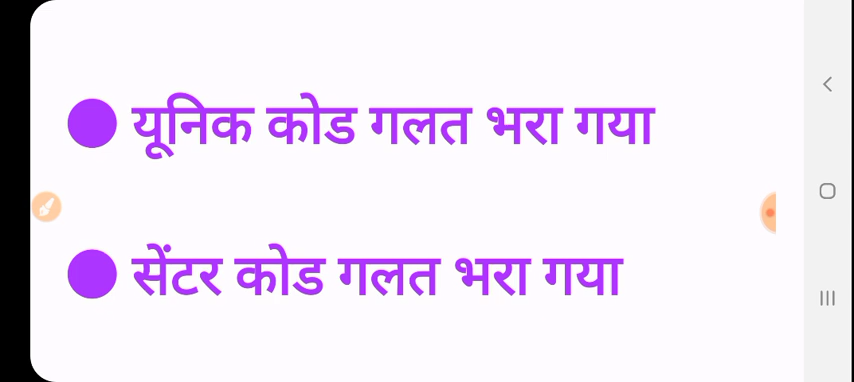 यूनिक कोड गलत भरा गया
सेंटर कोड गलत भरा गया